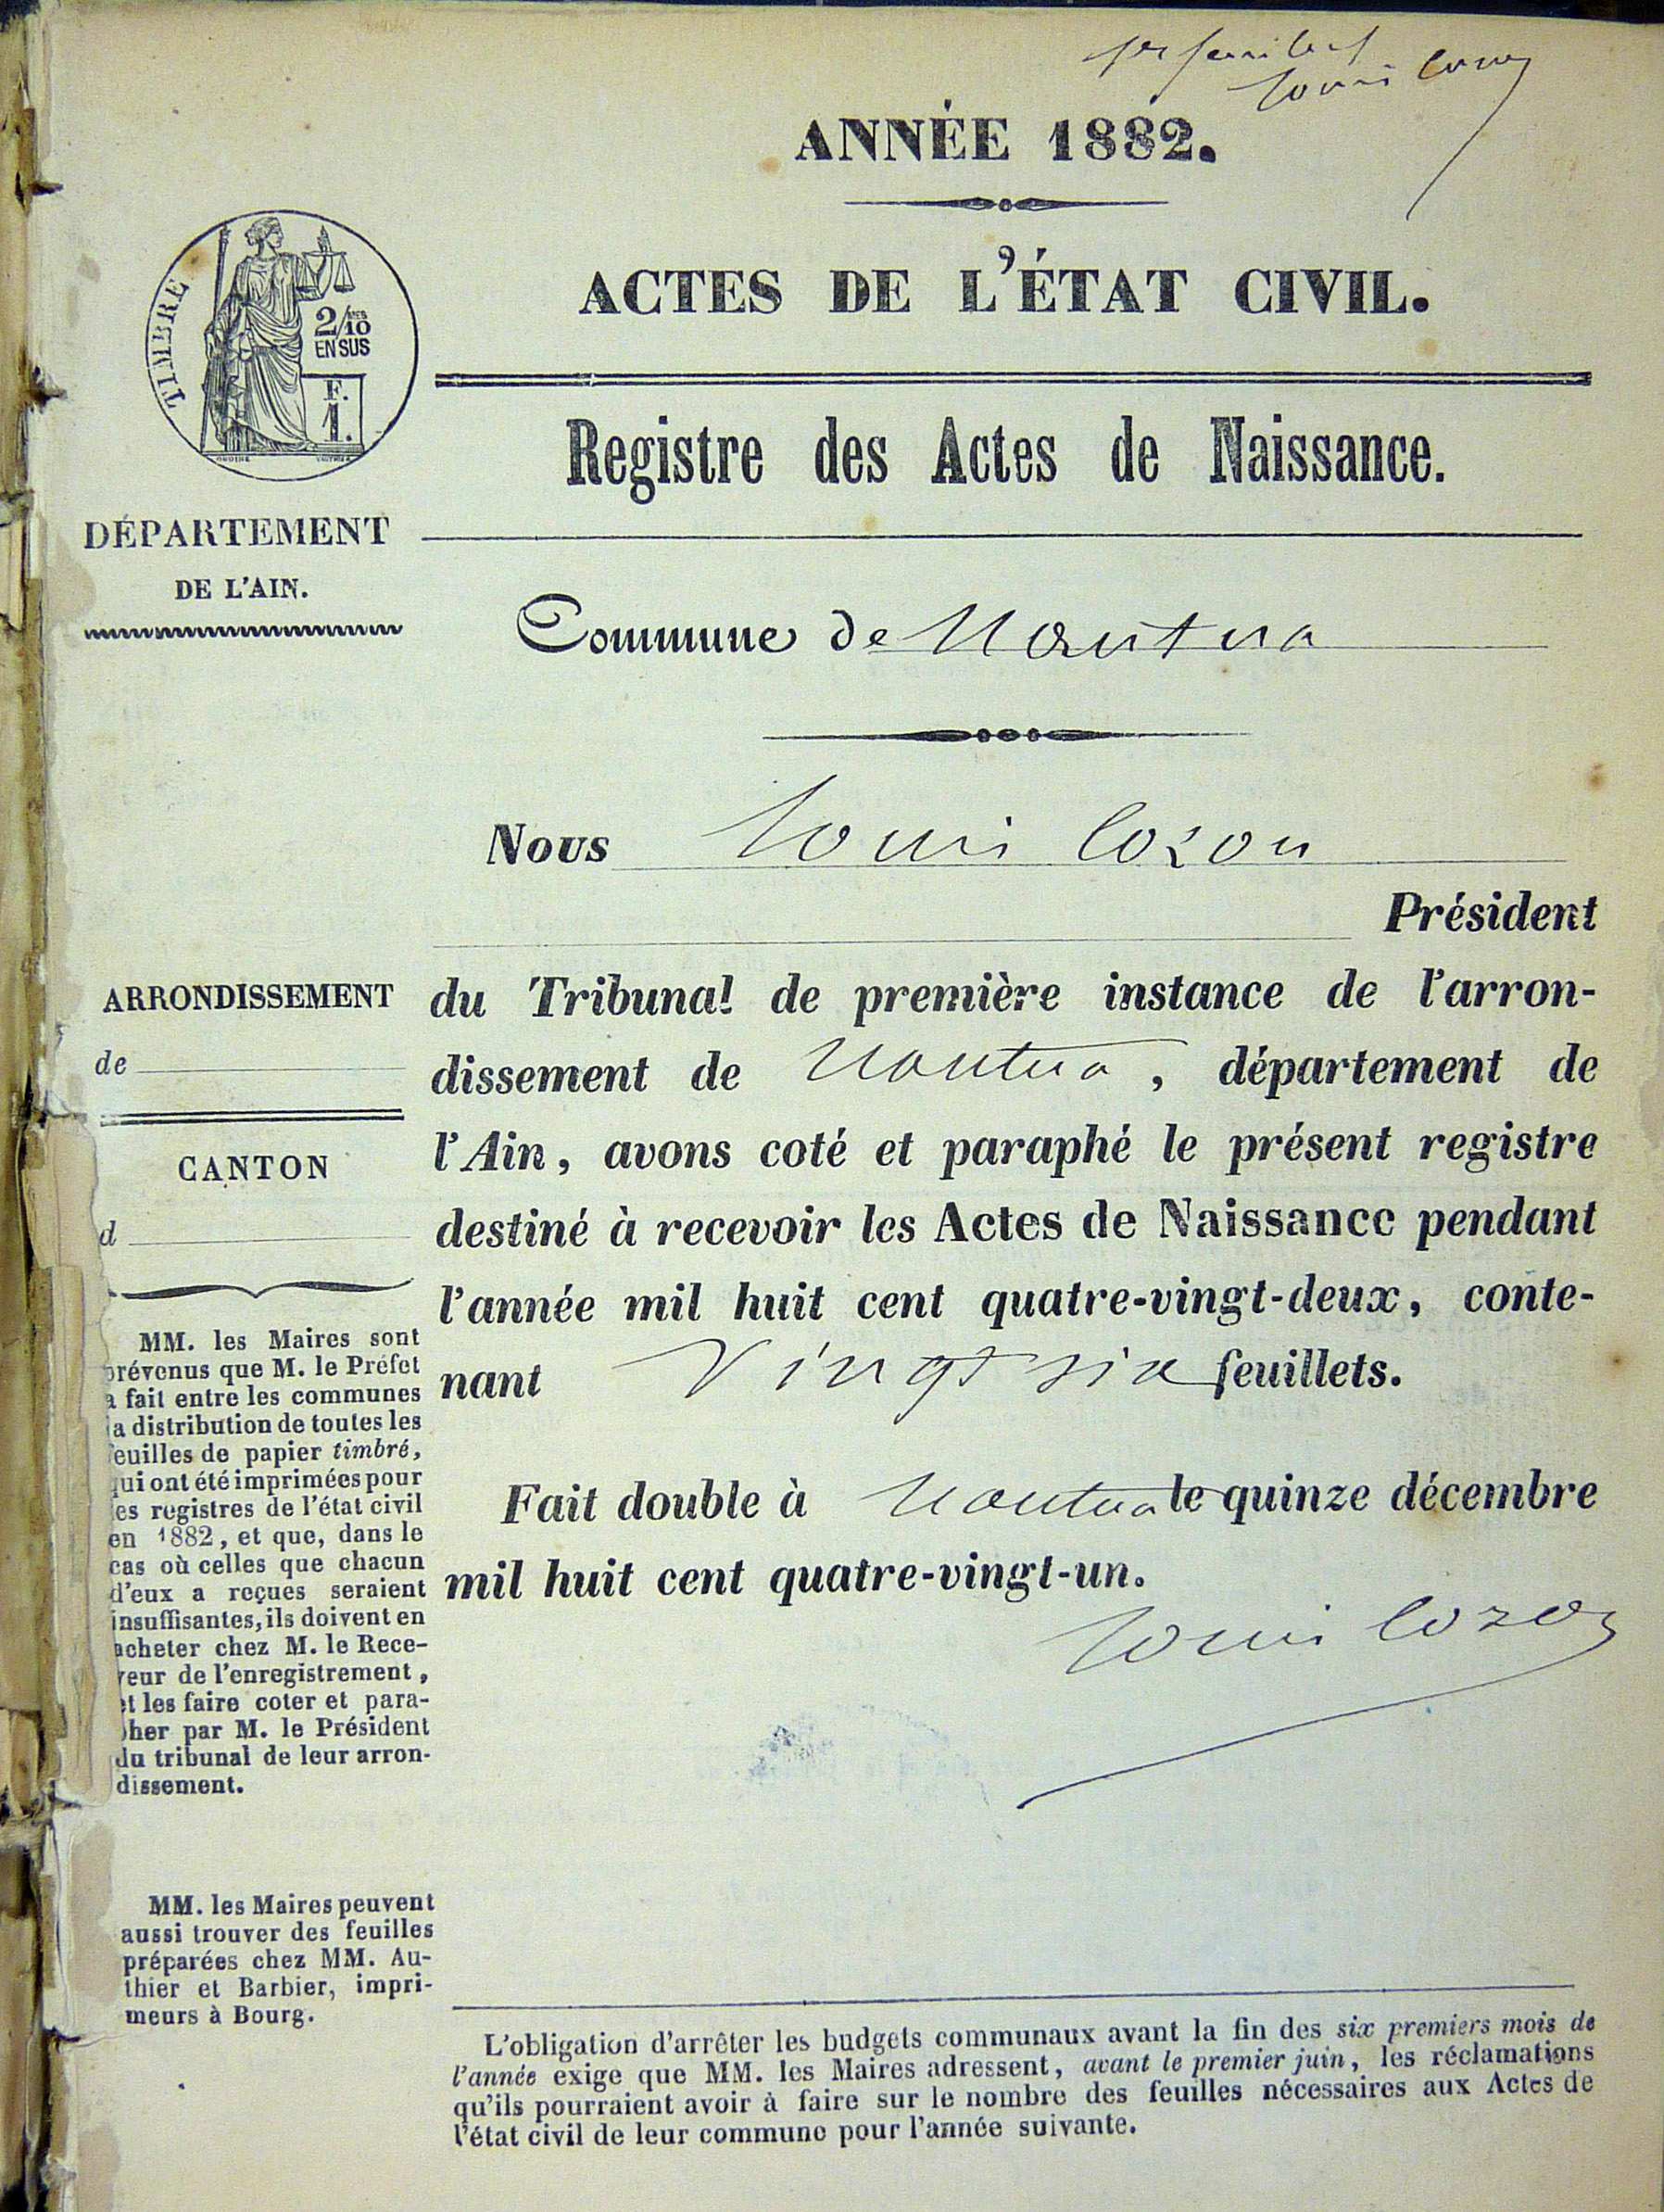 1er feuillet
Louis Cozon
ANNÉE 1882.
TIMBRE
2/10 EN SUS
F.
1.
ACTES DE L'ÉTAT CIVIL.
Registre des Actes de Naissance.
DÉPARTEMENT
DE L'AIN.
Commune de Nantua
Nous Louis Cozon
Président
du Tribunal de première instance de l'arron-
dissement de Nantua, département de
l'Ain, avons coté et paraphé le présent registre
destiné à recevoir les Actes de Naissance pendant
l'année mil huit cent quatre-vingt-deux, conte-
nant Vingt six feuillets.
Fait double à Nantua le quinze décembre
mil huit cent quatre-vingt-un.
Louis Cozon
ARRONDISSEMENT
de
CANTON
d
MM. les Maires sont
prévenus que M. le Préfet
a fait entre les communes
la distribution de toutes les
feuilles de papier timbré,
qui ont été imprimées pour
les registres de l'état civil
en 1882, et que, dans le
cas où celles que chacun
d'eux a reçues seraient
insuffisantes, ils doivent en
acheter chez M. le Rece-
veur de l'enregistrement,
et les faire coter et para-
pher par M. le Président
du tribunal de leur arron-
dissement.
MM. les Maires peuvent
aussi trouver des feuilles
préparées chez MM. Au-
thier et Barbier, impri-
meurs à Bourg.
L'obligation d'arrêter les budgets communaux avant la fin des six premiers mois de
l'année exige que MM. les Maires adressent, avant le premier juin, les réclamations
qu'ils pourraient avoir à faire sur le nombre des feuilles nécessaires aux Actes de
l'état civil de leur commune pour l'année suivante.